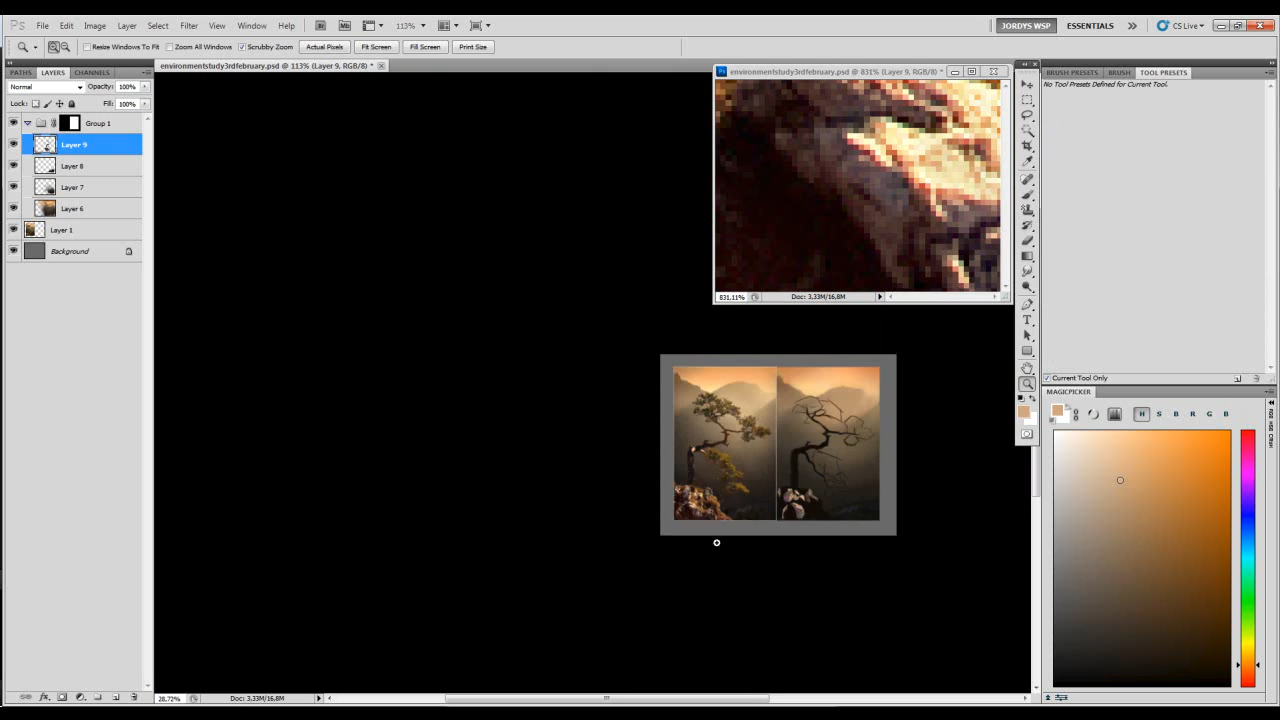 Ps File Edit Image Layer Select Filter View Window Help Br Mb 113% JORDYS WSP ESSENTIALS CS Live
Resize Windows To Fit Zoom All Windows Scrubby Zoom Actual Pixels Fit Screen Fill Screen Print Size
environmentstudy3rdfebruary.psd @ 113% (Layer 9, RGB/8) *
environmentstudy3rdfebruary.psd @ 831% (Layer 9, RGB/8) *
PATHS LAYERS CHANNELS
BRUSH PRESETS BRUSH TOOL PRESETS
Normal Opacity: 100%
No Tool Presets Defined for Current Tool.
Lock: Fill: 100%
Group 1
Layer 9
Layer 8
Layer 7
Layer 6
Layer 1
Background
831,11% Doc: 3,33M/16,8M
Current Tool Only
MAGICPICKER
H S B R G B
28,72% Doc: 3,33M/16,8M